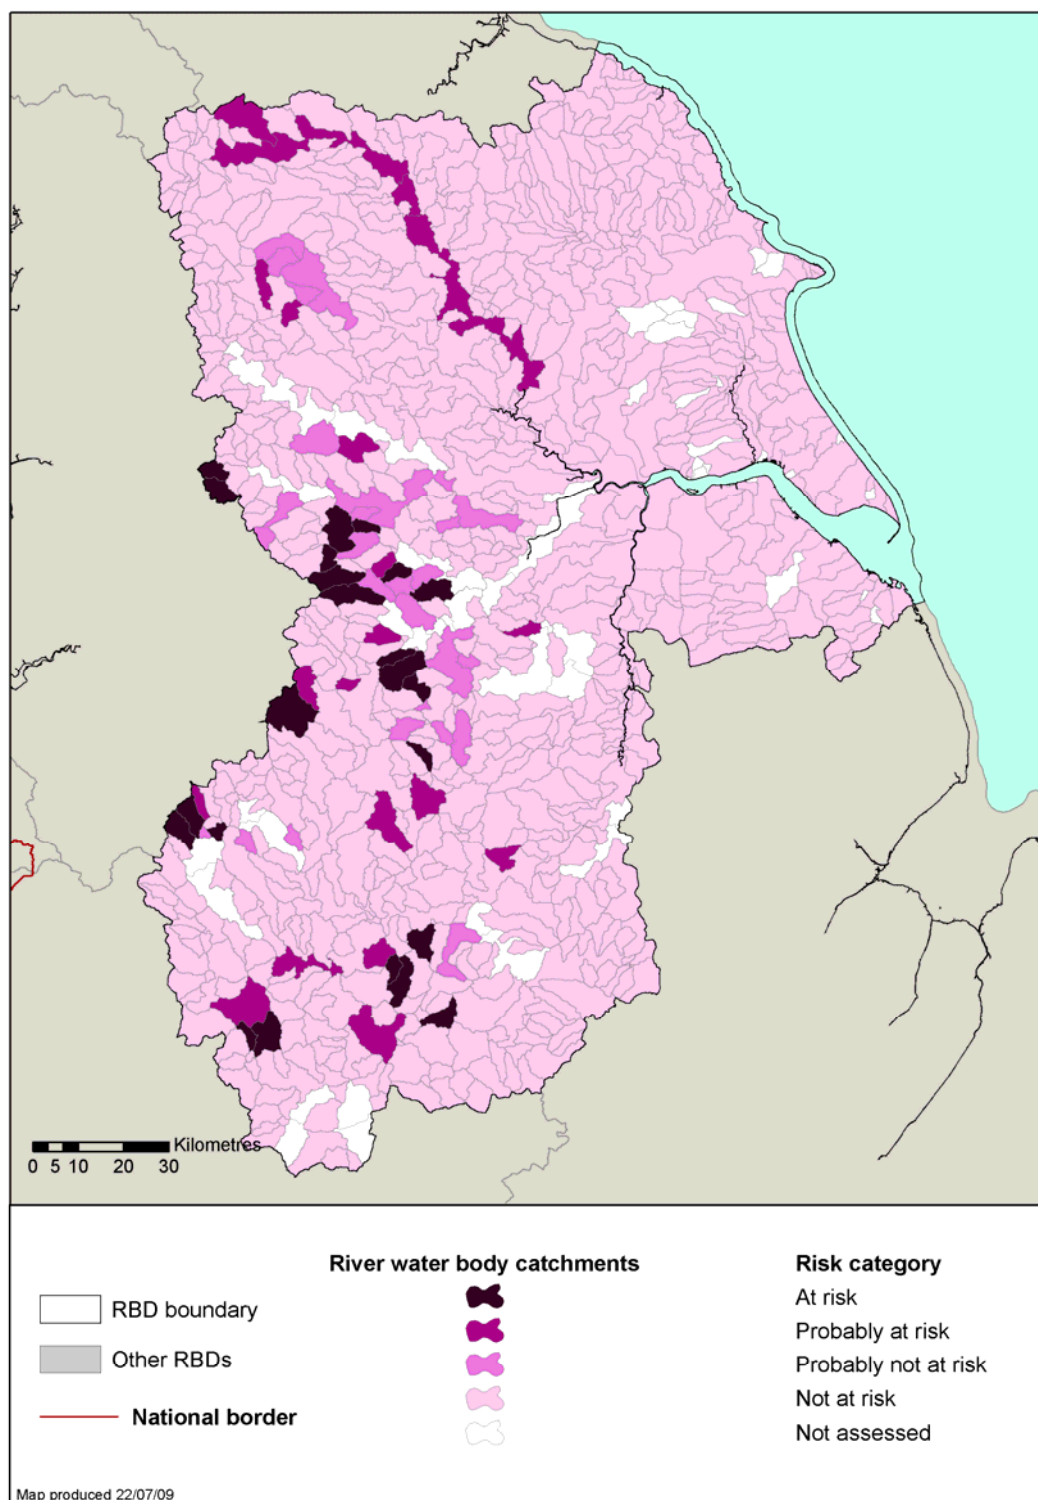 Kilometres
0 5 10 20 30
River water body catchments
Risk category
At risk
RBD boundary
Probably at risk
Other RBDs
Probably not at risk
Not at risk
National border
Not assessed
Map produced 22/07/09